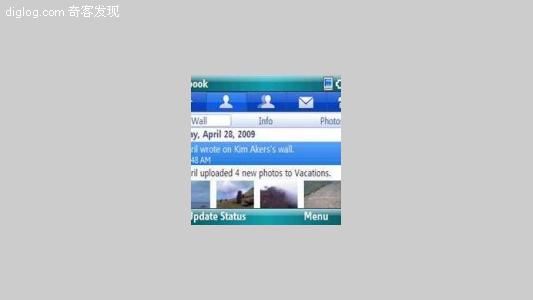 diglog.com 奇客发现
book
Wall Info Photo
ay, April 28, 2009
ril wrote on Kim Akers's wall.
48 AM
ril uploaded 4 new photos to Vacations.
Update Status Menu